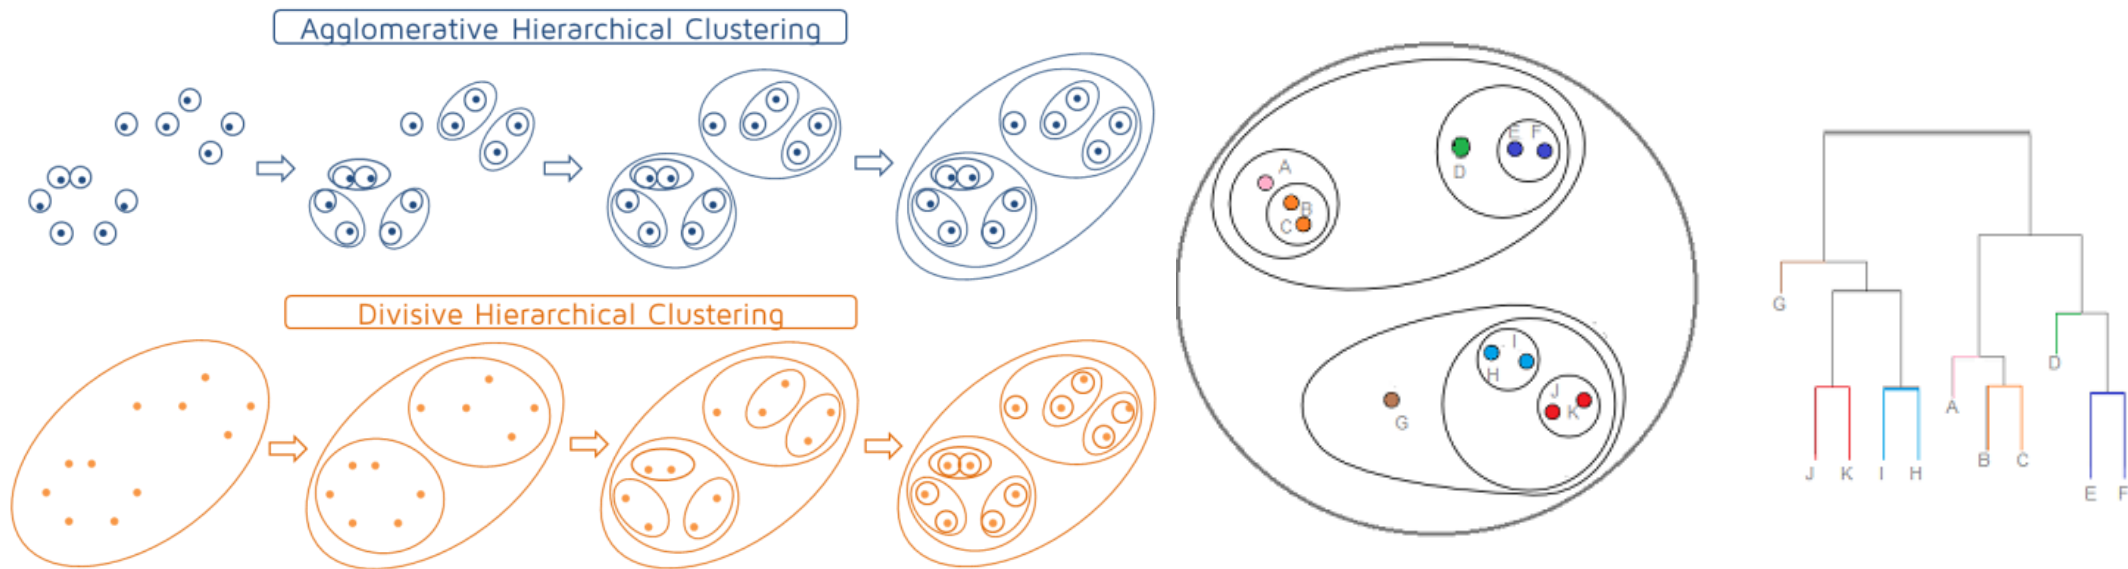 Agglomerative Hierarchical Clustering
Divisive Hierarchical Clustering
A
B
C
D
E F
G
H
I
J
K
G
J K I H
A
B C
D
E F